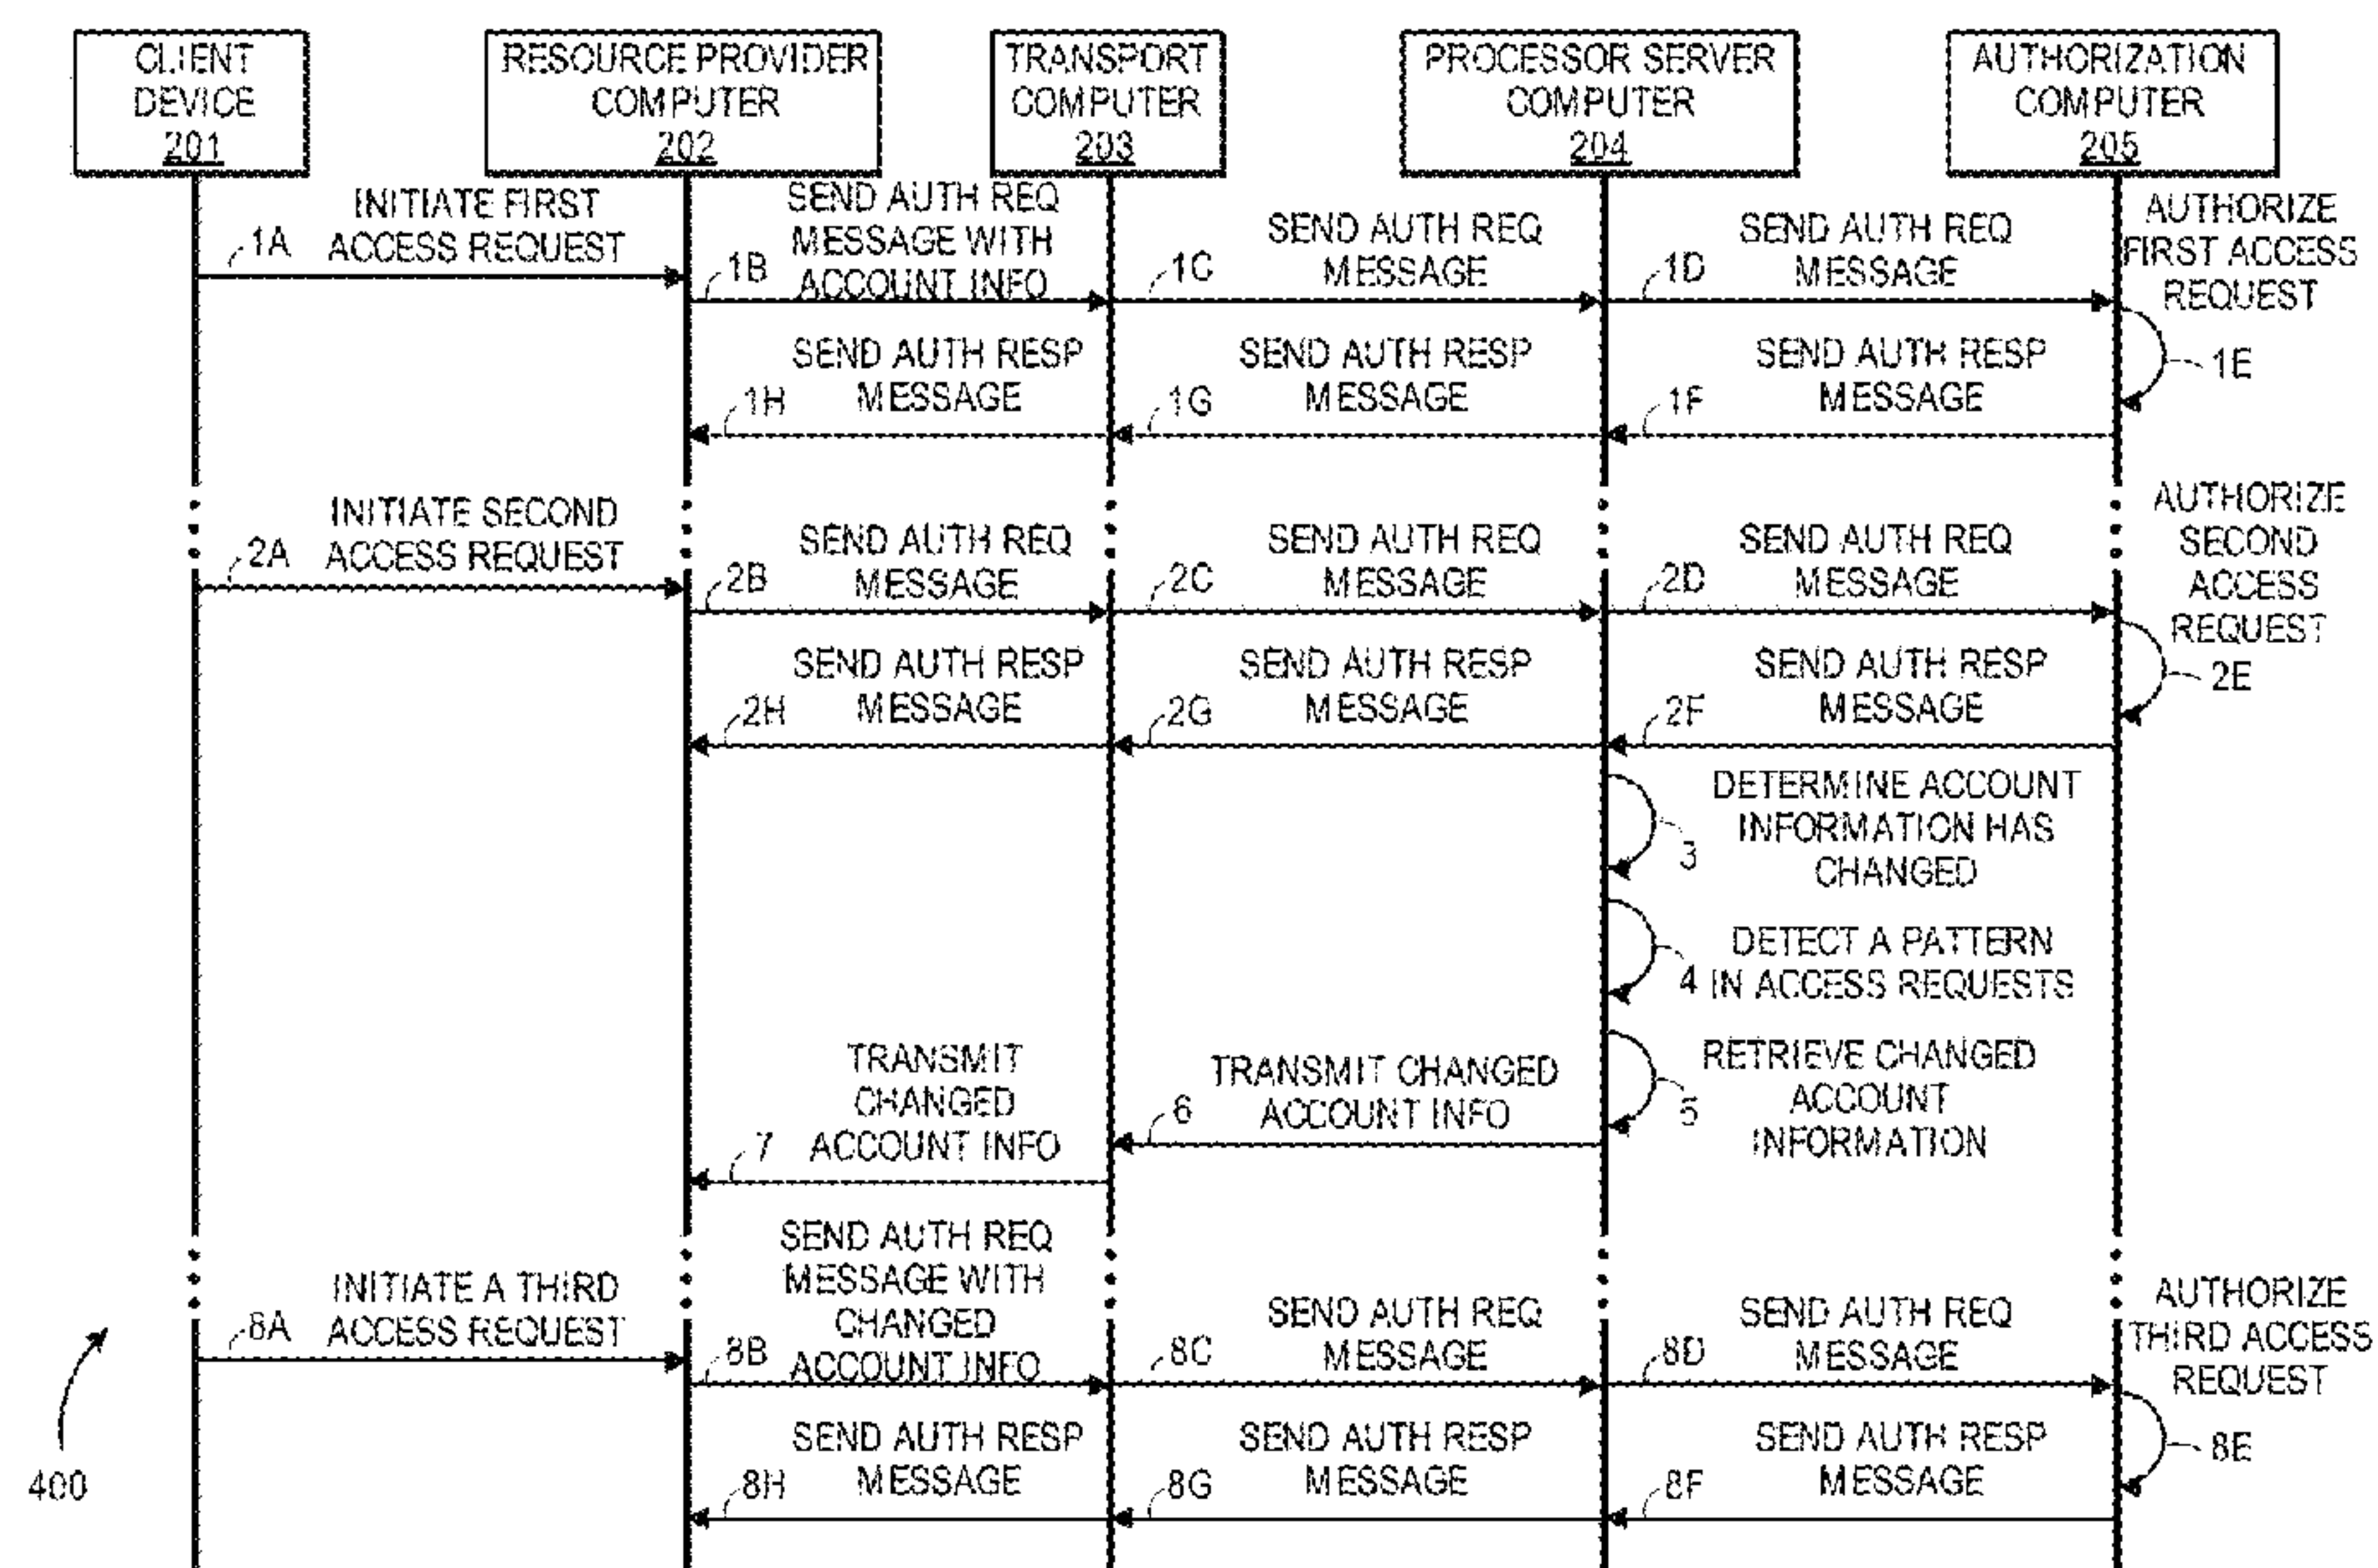 CLIENT
DEVICE
201
RESOURCE PROVIDER
COMPUTER
202
TRANSPORT
COMPUTER
203
PROCESSOR SERVER
COMPUTER
204
AUTHORIZATION
COMPUTER
205
INITIATE FIRST
ACCESS REQUEST
1A
SEND AUTH REQ
MESSAGE WITH
ACCOUNT INFO
1B
SEND AUTH REQ
MESSAGE
1C
SEND AUTH REQ
MESSAGE
1D
AUTHORIZE
FIRST ACCESS
REQUEST
1E
SEND AUTH RESP
MESSAGE
1H
SEND AUTH RESP
MESSAGE
1G
SEND AUTH RESP
MESSAGE
1F
INITIATE SECOND
ACCESS REQUEST
2A
SEND AUTH REQ
MESSAGE
2B
SEND AUTH REQ
MESSAGE
2C
SEND AUTH REQ
MESSAGE
2D
AUTHORIZE
SECOND
ACCESS
REQUEST
2E
SEND AUTH RESP
MESSAGE
2H
SEND AUTH RESP
MESSAGE
2G
SEND AUTH RESP
MESSAGE
2F
DETERMINE ACCOUNT
INFORMATION HAS
CHANGED
3
DETECT A PATTERN
IN ACCESS REQUESTS
4
RETRIEVE CHANGED
ACCOUNT
INFORMATION
5
TRANSMIT CHANGED
ACCOUNT INFO
6
TRANSMIT
CHANGED
ACCOUNT INFO
7
INITIATE A THIRD
ACCESS REQUEST
8A
SEND AUTH REQ
MESSAGE WITH
CHANGED
ACCOUNT INFO
8B
SEND AUTH REQ
MESSAGE
8C
SEND AUTH REQ
MESSAGE
8D
AUTHORIZE
THIRD ACCESS
REQUEST
8E
SEND AUTH RESP
MESSAGE
8H
SEND AUTH RESP
MESSAGE
8G
SEND AUTH RESP
MESSAGE
8F
400